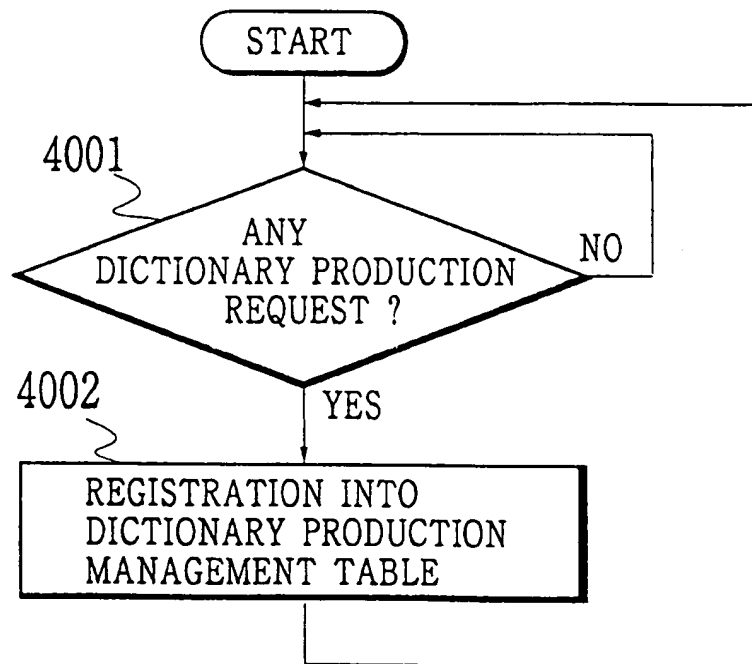 START
4001
ANY
DICTIONARY PRODUCTION
REQUEST ?
NO
YES
4002
REGISTRATION INTO
DICTIONARY PRODUCTION
MANAGEMENT TABLE